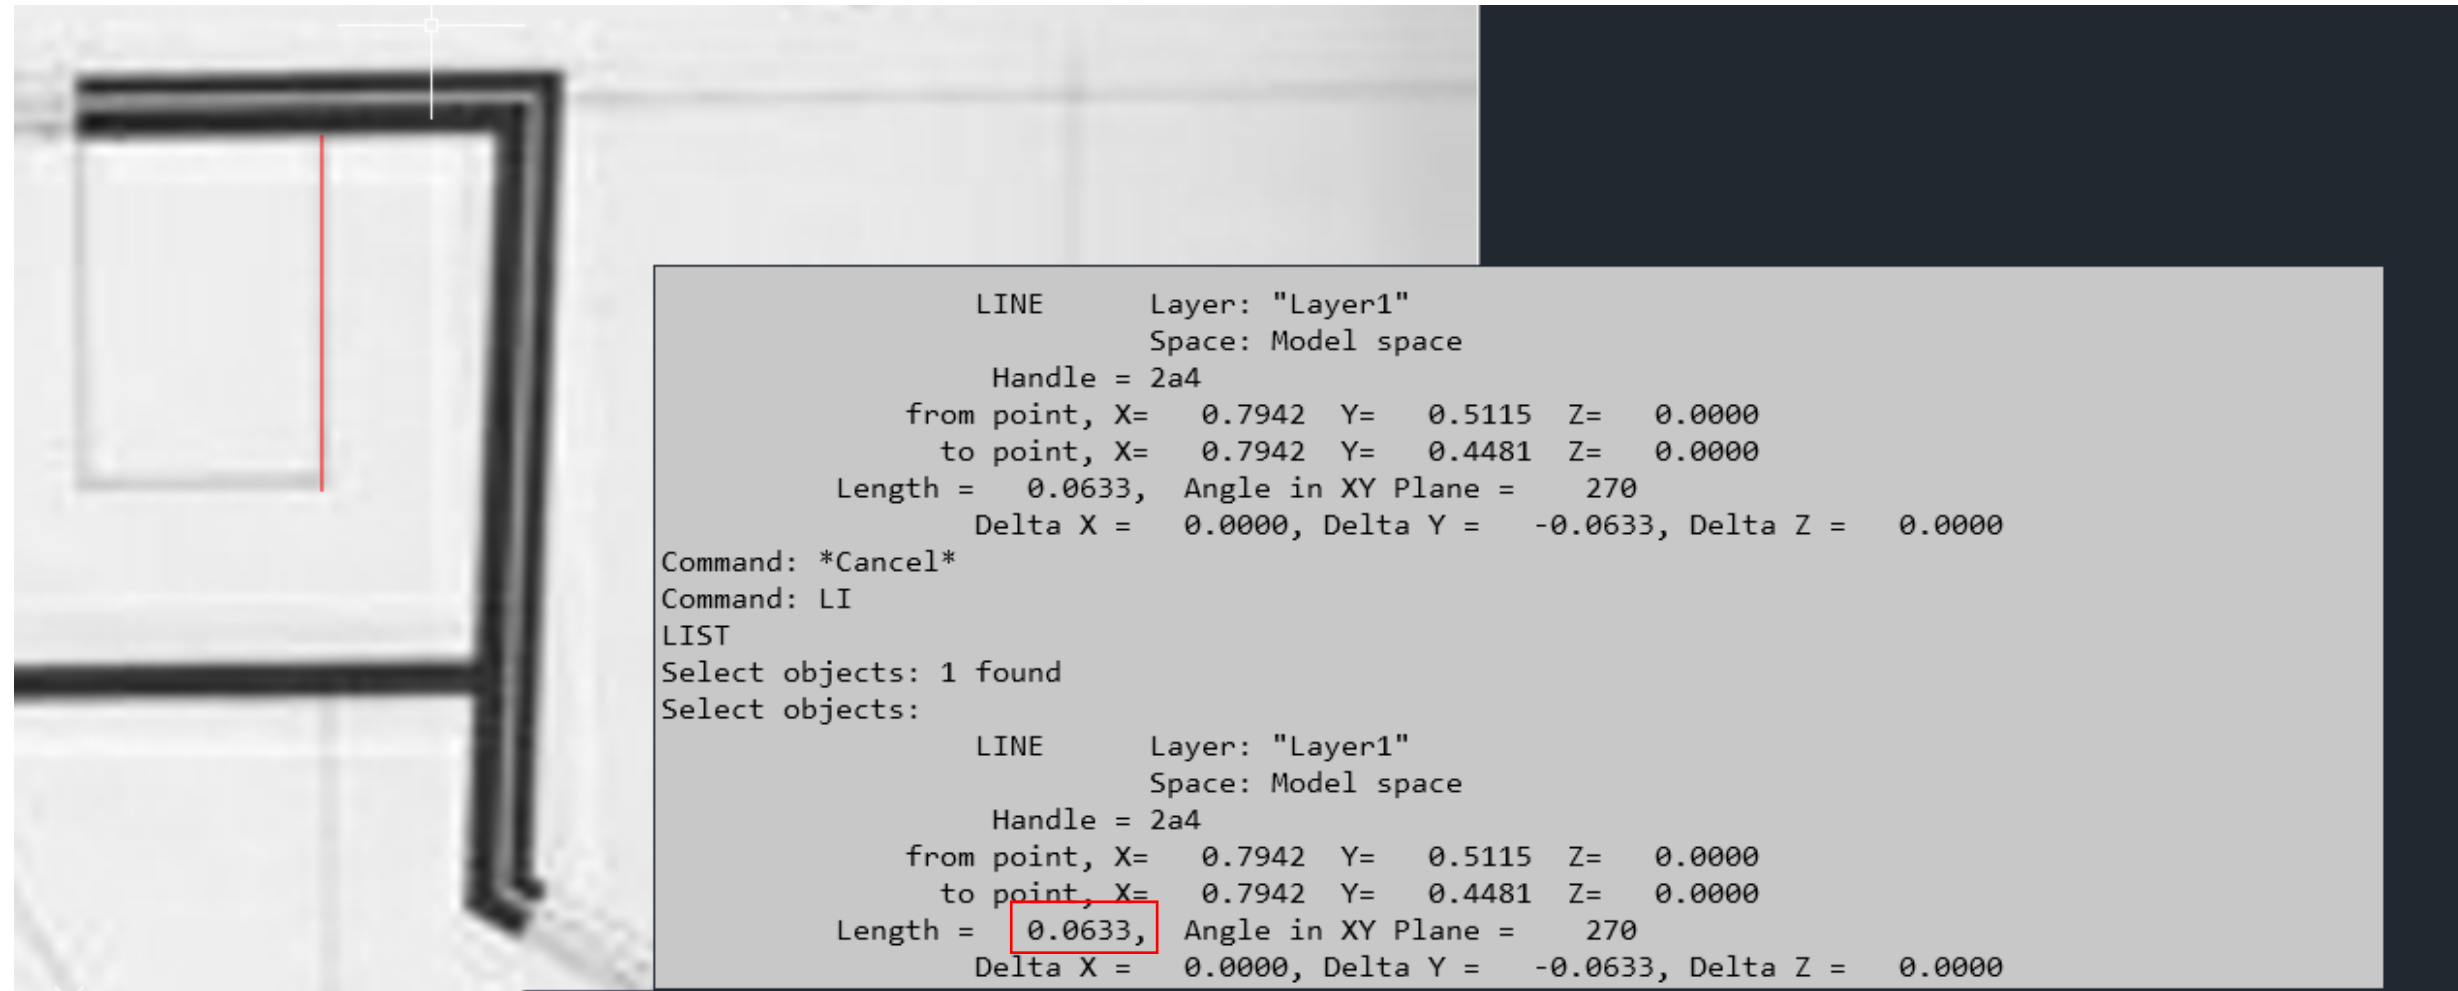 LINE Layer: "Layer1"
Space: Model space
Handle = 2a4
from point, X= 0.7942 Y= 0.5115 Z= 0.0000
to point, X= 0.7942 Y= 0.4481 Z= 0.0000
Length = 0.0633, Angle in XY Plane = 270
Delta X = 0.0000, Delta Y = -0.0633, Delta Z = 0.0000
Command: *Cancel*
Command: LI
LIST
Select objects: 1 found
Select objects:
LINE Layer: "Layer1"
Space: Model space
Handle = 2a4
from point, X= 0.7942 Y= 0.5115 Z= 0.0000
to point, X= 0.7942 Y= 0.4481 Z= 0.0000
Length = 0.0633, Angle in XY Plane = 270
Delta X = 0.0000, Delta Y = -0.0633, Delta Z = 0.0000